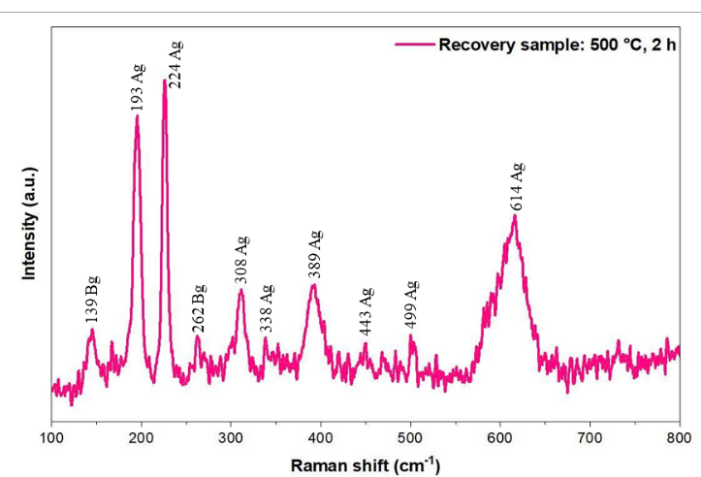 Recovery sample: 500 °C, 2 h
Intensity (a.u.)
139 Bg
193 Ag
224 Ag
262 Bg
308 Ag
338 Ag
389 Ag
443 Ag
499 Ag
614 Ag
100 200 300 400 500 600 700 800
Raman shift (cm⁻¹)